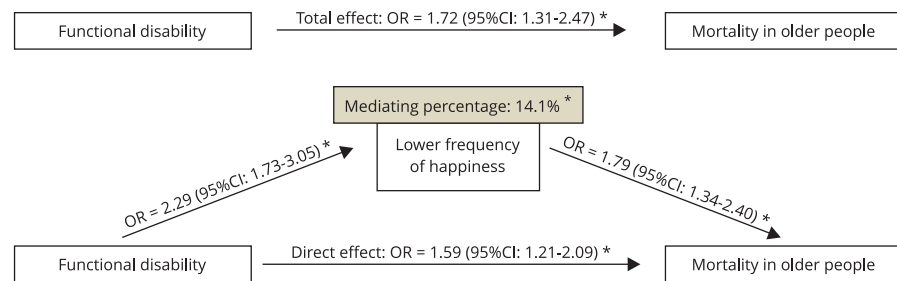 Total effect: OR = 1.72 (95%CI: 1.31-2.47) *
Functional disability
Mortality in older people
Mediating percentage: 14.1% *
Lower frequency
of happiness
OR = 2.29 (95%CI: 1.73-3.05) *
OR = 1.79 (95%CI: 1.34-2.40) *
Direct effect: OR = 1.59 (95%CI: 1.21-2.09) *
Functional disability
Mortality in older people